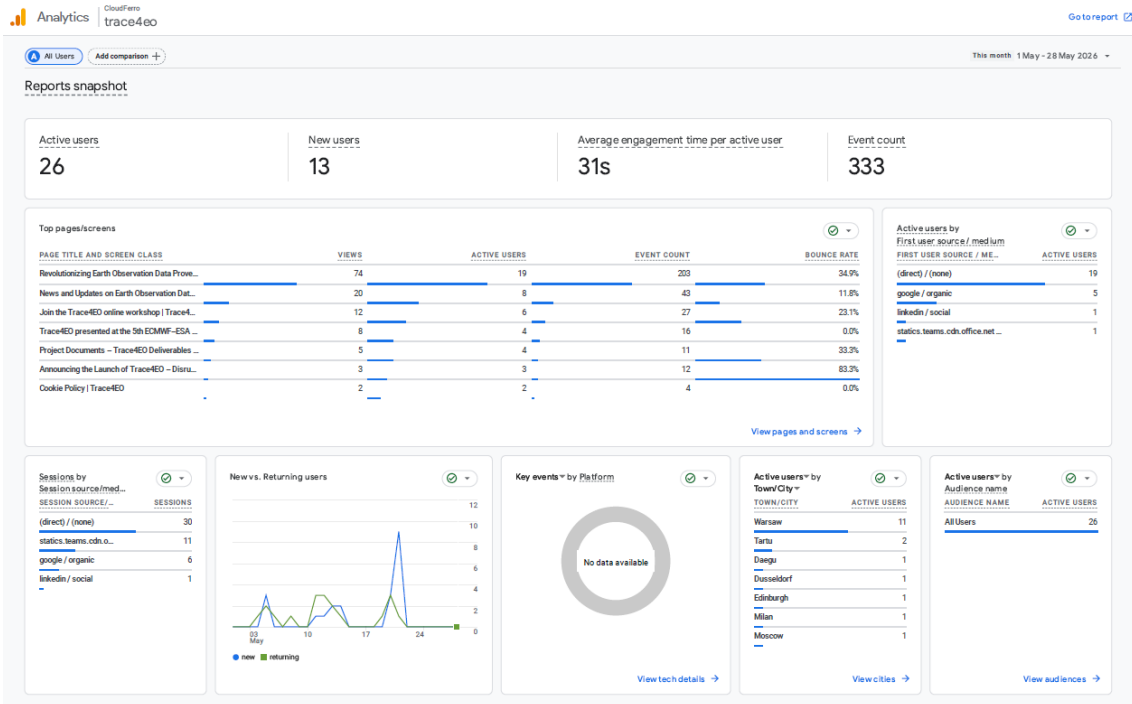 Analytics
CloudFerro
trace4eo
Go to report
A All Users
Add comparison +
This month 1 May - 28 May 2026
Reports snapshot
Active users
26
New users
13
Average engagement time per active user
31s
Event count
333
Top pages/screens
PAGE TITLE AND SCREEN CLASS VIEWS ACTIVE USERS EVENT COUNT BOUNCE RATE
Revolutionizing Earth Observation Data Prove... 74 19 203 34.9%
News and Updates on Earth Observation Dat... 20 8 43 11.8%
Join the Trace4EO online workshop | Trace4... 12 6 27 23.1%
Trace4EO presented at the 5th ECMWF–ESA ... 8 4 16 0.0%
Project Documents – Trace4EO Deliverables ... 5 4 11 33.3%
Announcing the Launch of Trace4EO – Disru... 3 3 12 83.3%
Cookie Policy | Trace4EO 2 2 4 0.0%
View pages and screens
Active users by
First user source / medium
FIRST USER SOURCE / ME... ACTIVE USERS
(direct) / (none) 19
google / organic 5
linkedin / social 1
statics.teams.cdn.office.net ... 1
Sessions by
Session source/med...
SESSION SOURCE/... SESSIONS
(direct) / (none) 30
statics.teams.cdn.o... 11
google / organic 6
linkedin / social 1
New vs. Returning users
12
10
8
6
4
2
0
03
May
10
17
24
new
returning
Key events by Platform
No data available
View tech details
Active users by
Town/City
TOWN/CITY ACTIVE USERS
Warsaw 11
Tartu 2
Daegu 1
Dusseldorf 1
Edinburgh 1
Milan 1
Moscow 1
View cities
Active users by
Audience name
AUDIENCE NAME ACTIVE USERS
All Users 26
View audiences